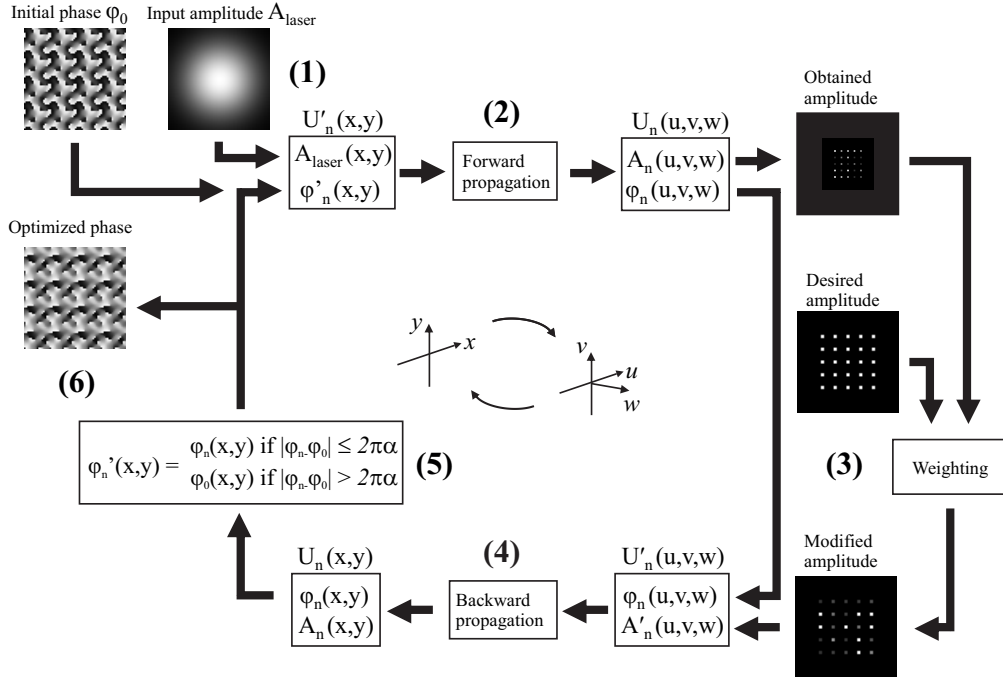 Initial phase φ0
Input amplitude Alaser
(1)
U'n(x,y)
Alaser(x,y)
φ'n(x,y)
(2)
Forward
propagation
Un(u,v,w)
An(u,v,w)
φn(u,v,w)
Obtained
amplitude
Optimized phase
(6)
y
x
v
u
w
Desired
amplitude
(3)
Weighting
φn'(x,y) = φn(x,y) if |φn-φ0| ≤ 2πα
φ0(x,y) if |φn-φ0| > 2πα
(5)
Un(x,y)
φn(x,y)
An(x,y)
(4)
Backward
propagation
U'n(u,v,w)
φn(u,v,w)
A'n(u,v,w)
Modified
amplitude